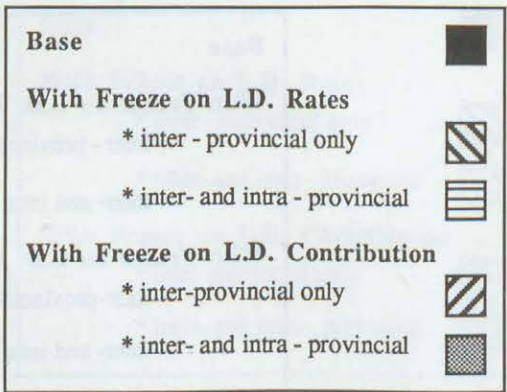 Base
With Freeze on L.D. Rates
* inter - provincial only
* inter- and intra - provincial
With Freeze on L.D. Contribution
* inter-provincial only
* inter- and intra - provincial